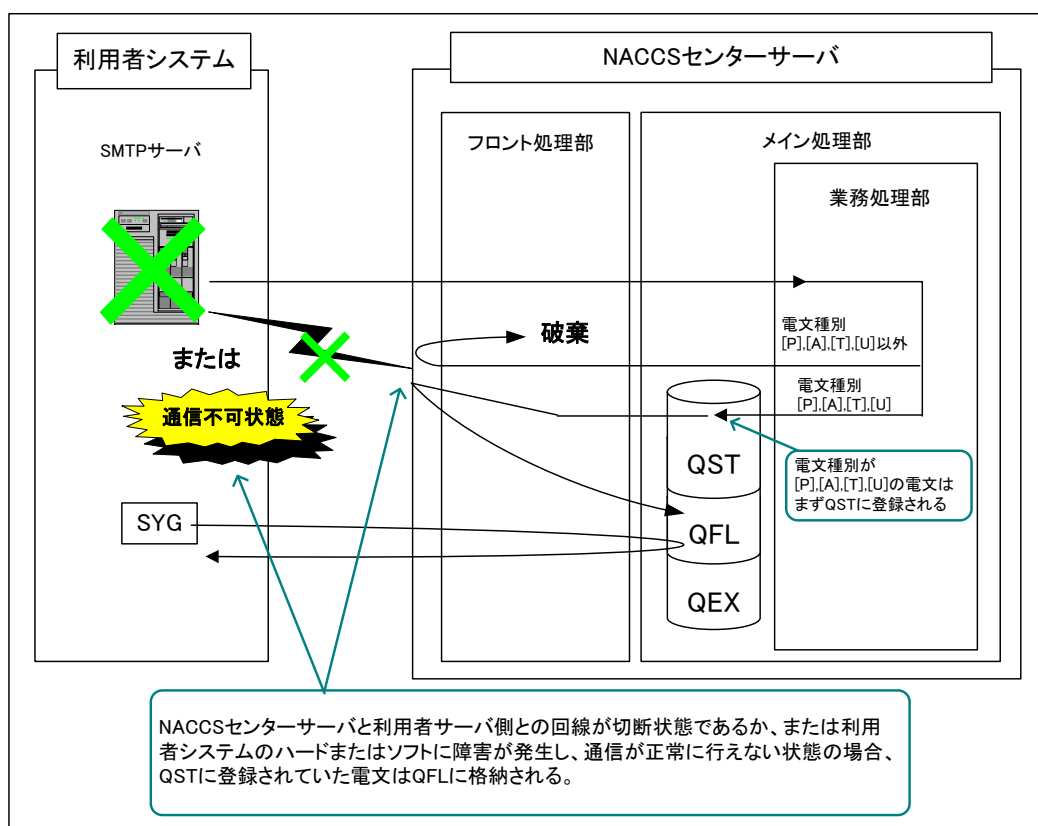 利用者システム
NACCSセンターサーバ
SMTPサーバ
フロント処理部
メイン処理部
業務処理部
電文種別
[P],[A],[T],[U]以外
破棄
または
電文種別
[P],[A],[T],[U]
通信不可状態
QST
電文種別が
[P],[A],[T],[U]の電文は
まずQSTに登録される
SYG
QFL
QEX
NACCSセンターサーバと利用者サーバ側との回線が切断状態であるか、または利用
者システムのハードまたはソフトに障害が発生し、通信が正常に行えない状態の場合、
QSTに登録されていた電文はQFLに格納される。